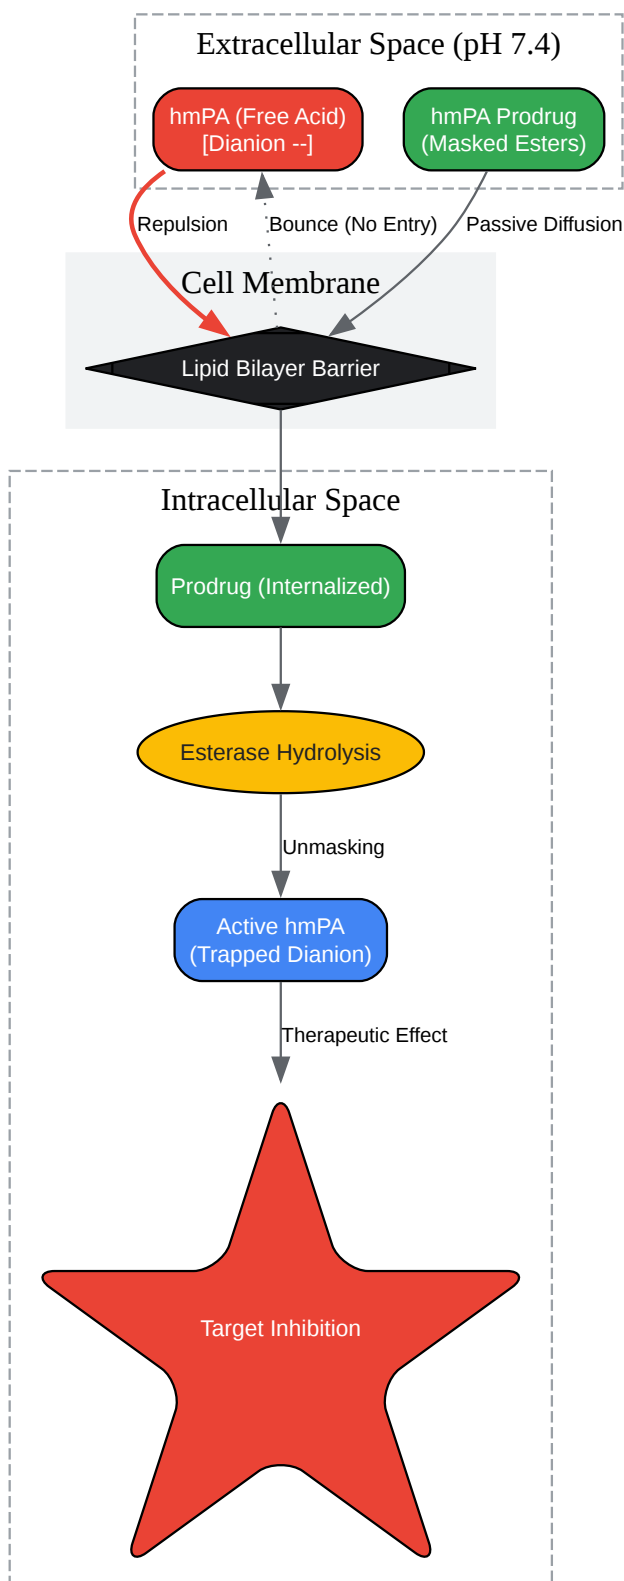 Extracellular Space (pH 7.4)
hmPA (Free Acid)
[Dianion --]
hmPA Prodrug
(Masked Esters)
Repulsion
Bounce (No Entry)
Passive Diffusion
Cell Membrane
Lipid Bilayer Barrier
Intracellular Space
Prodrug (Internalized)
Esterase Hydrolysis
Unmasking
Active hmPA
(Trapped Dianion)
Therapeutic Effect
Target Inhibition